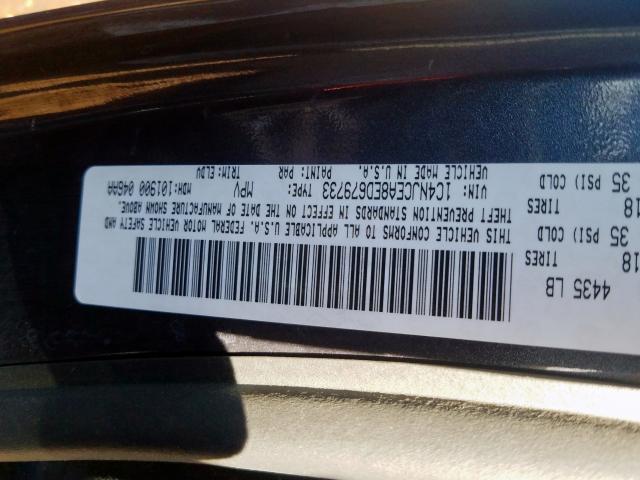 4435 LB
18 TIRES
35 PSI) COLD
18 TIRES
35 PSI) COLD
THIS VEHICLE CONFORMS TO ALL APPLICABLE U.S.A. FEDERAL MOTOR VEHICLE SAFETY AND
THEFT PREVENTION STANDARDS IN EFFECT ON THE DATE OF MANUFACTURE SHOWN ABOVE.
VIN: 1C4NJCEA8ED679733 TYPE: MPV MDH:101900 046AA
VEHICLE MADE IN U.S.A. PAINT: PAR TRIM: ELDV